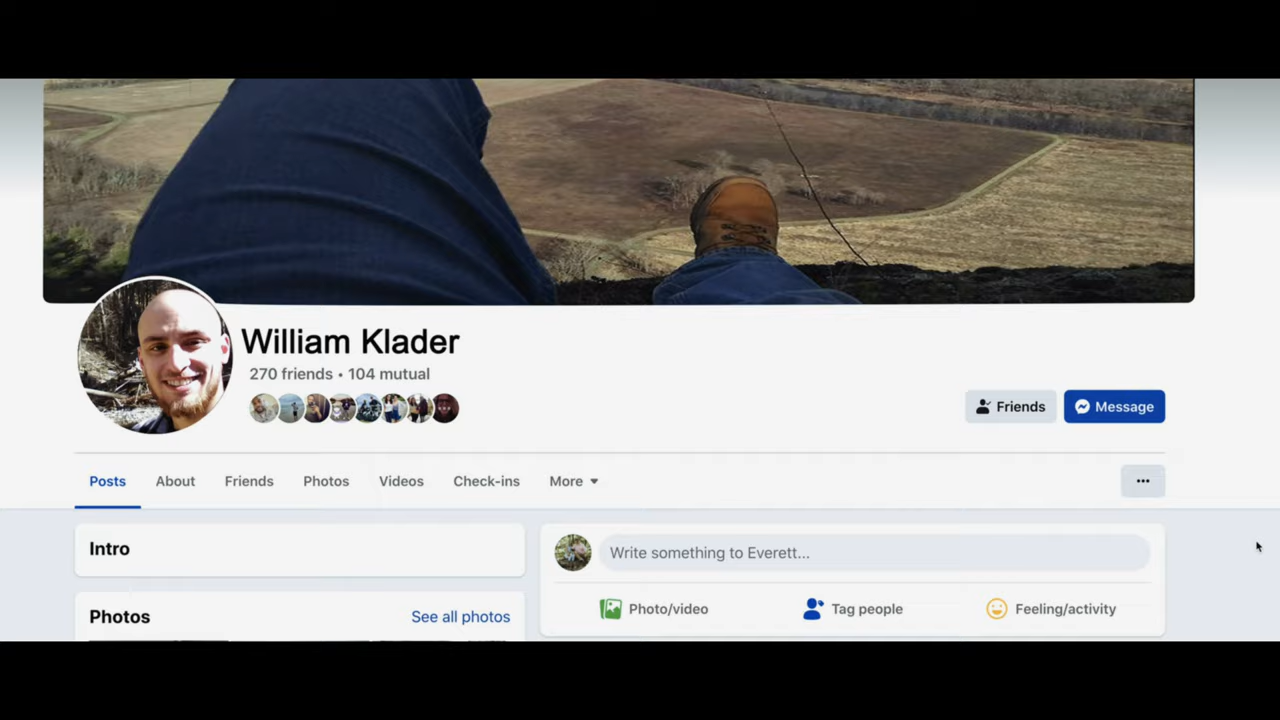 William Klader
270 friends • 104 mutual
Friends
Message
Posts
About
Friends
Photos
Videos
Check-ins
More
Intro
Write something to Everett...
Photo/video
Tag people
Feeling/activity
Photos
See all photos